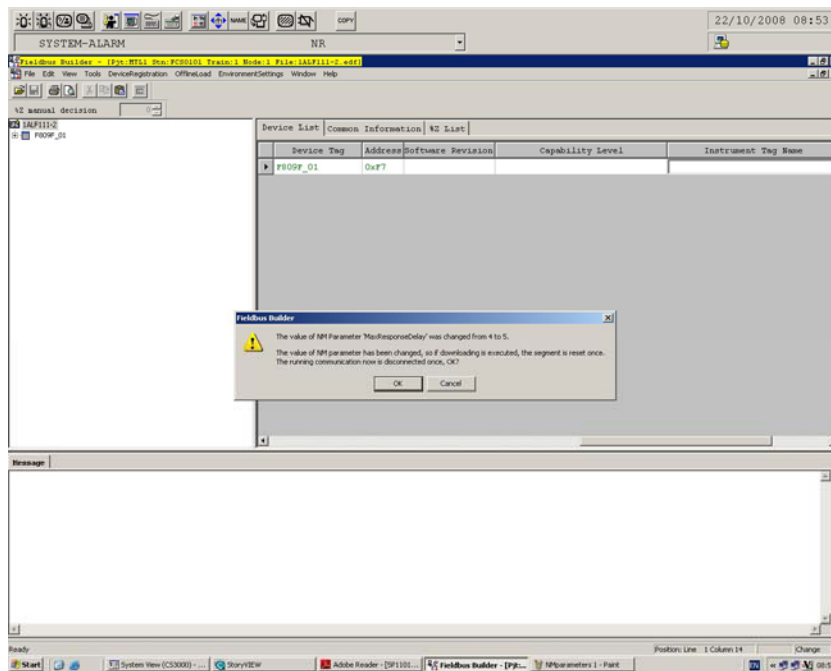 NAME
COPY
22/10/2008 08:53
SYSTEM-ALARM
NR
Fieldbus Builder - [Pjt:MTL1 Stn:FCS0101 Train:1 Node:1 File:1ALF111-2.edf]
File Edit View Tools DeviceRegistration OfflineLoad EnvironmentSettings Window Help
%Z manual decision
0
1ALF111-2
F809F_01
Device List
Common Information
%Z List
Device Tag
Address
Software Revision
Capability Level
Instrument Tag Name
F809F_01
0xF7
Fieldbus Builder
The value of NM Parameter 'MaxResponseDelay' was changed from 4 to 5.
The value of NM parameter has been changed, so if downloading is executed, the segment is reset once.
The running communication now is disconnected once, OK?
OK
Cancel
Message
Ready
Position: Line 1 Column 14
Change
Start
System View (CS3000) - ...
StoryVIEW
Adobe Reader - [SP1101...
Fieldbus Builder - [Pjt:...
NMparameters 1 - Paint
EN